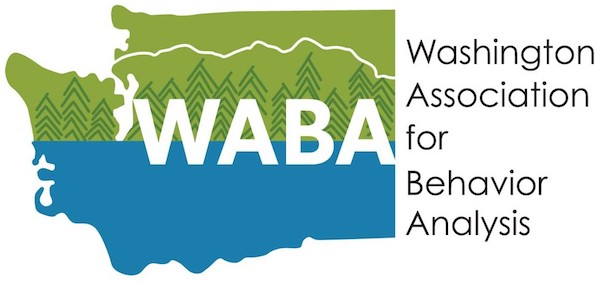 WABA
Washington
Association
for
Behavior
Analysis